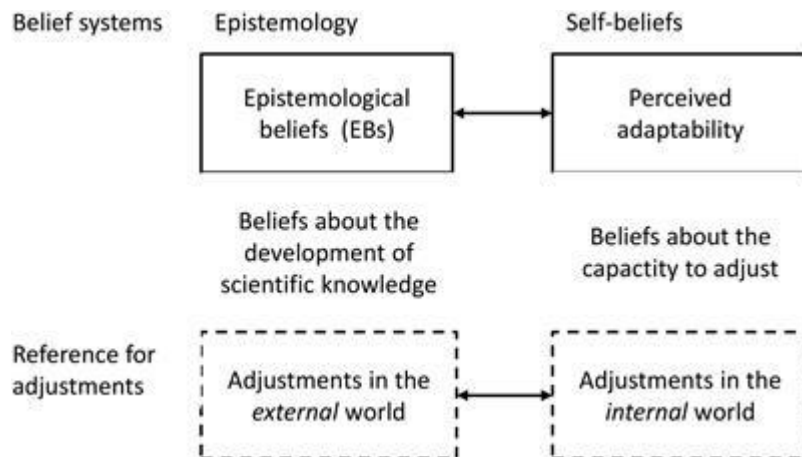 Belief systems
Epistemology
Self-beliefs
Epistemological
beliefs (EBs)
Perceived
adaptability
Beliefs about the
development of
scientific knowledge
Beliefs about the
capactity to adjust
Reference for
adjustments
Adjustments in the
external world
Adjustments in the
internal world